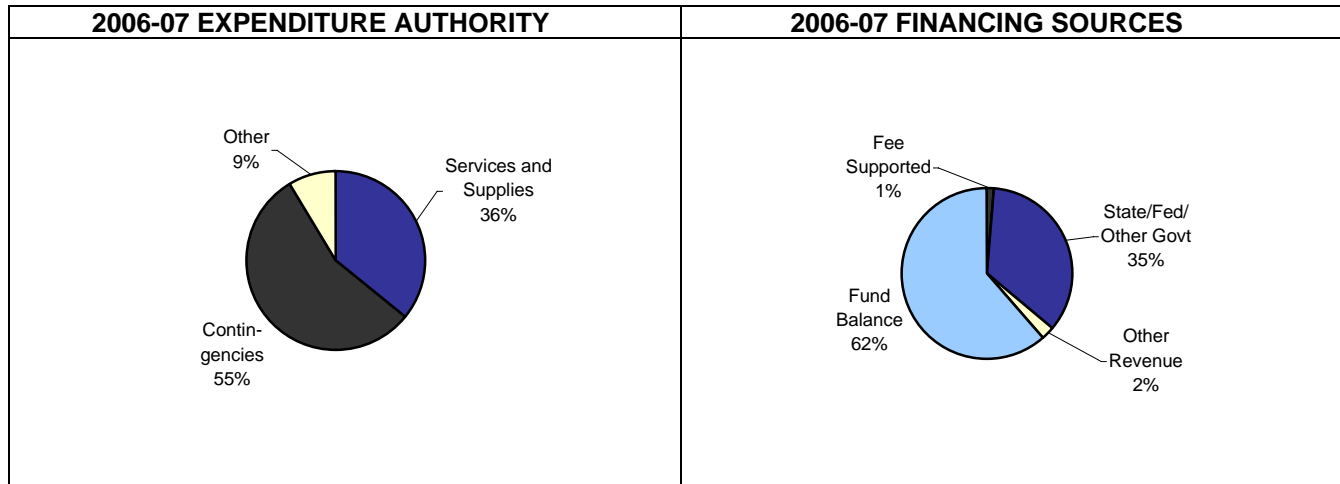 2006-07 EXPENDITURE AUTHORITY
Other
9%
Services and
Supplies
36%
Contin-
gencies
55%
2006-07 FINANCING SOURCES
Fee
Supported
1%
State/Fed/
Other Govt
35%
Fund
Balance
62%
Other
Revenue
2%